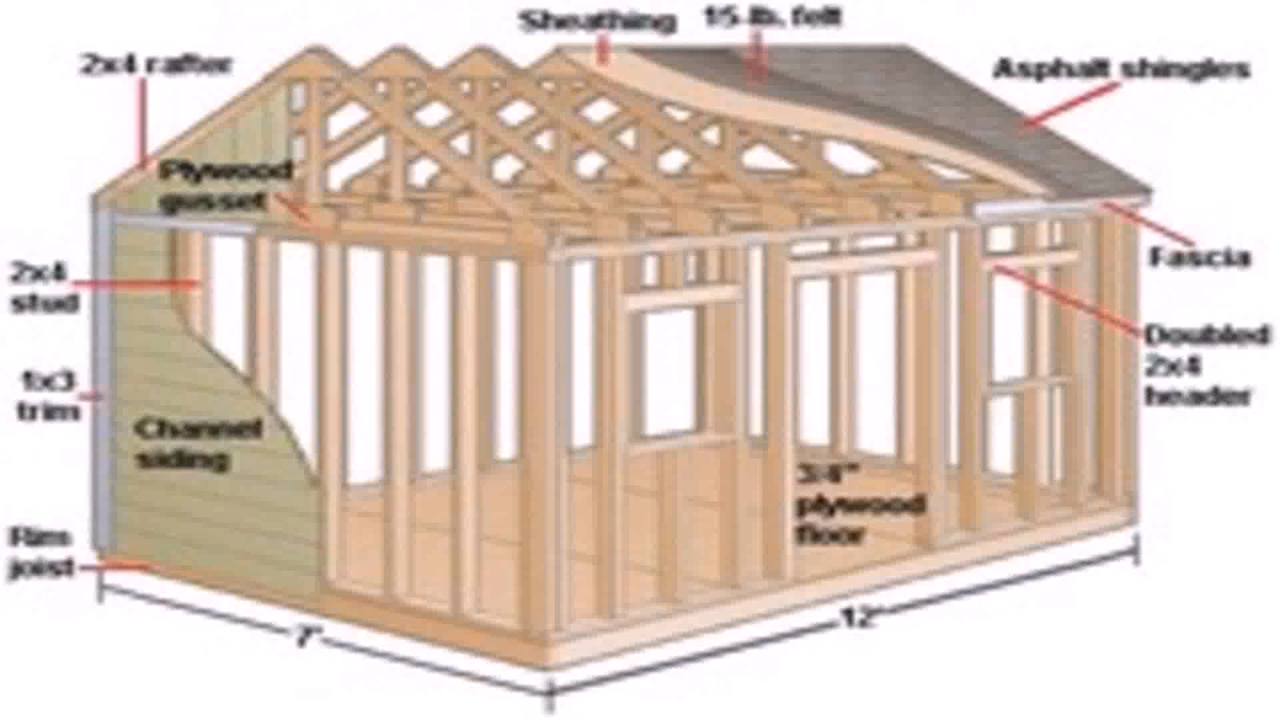 Sheathing
15-lb. felt
2x4 rafter
Asphalt shingles
Plywood
gusset
2x4
stud
Fascia
Doubled
2x4
header
1x3
trim
Channel
siding
3/4"
plywood
floor
Rim
joist
7'
12'